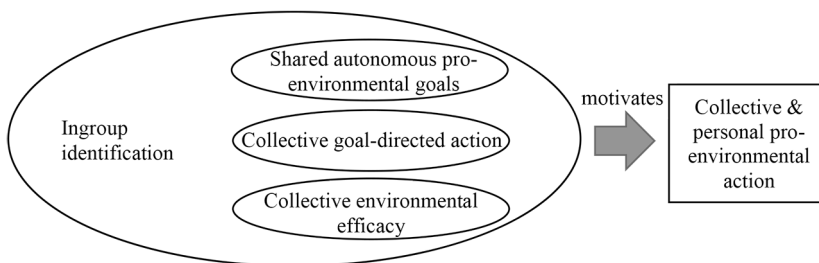 Shared autonomous pro-
environmental goals
Ingroup
identification
Collective goal-directed action
Collective environmental
efficacy
motivates
Collective &
personal pro-
environmental
action